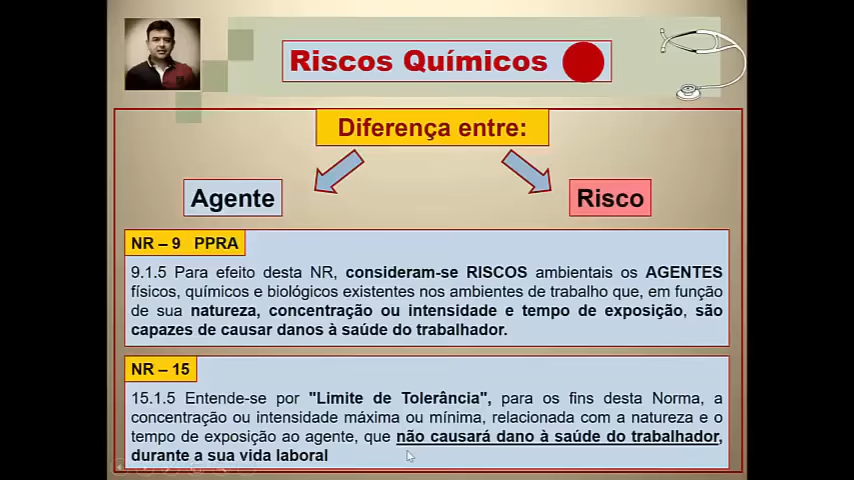 Riscos Químicos
Diferença entre:
Agente
Risco
NR – 9 PPRA
9.1.5 Para efeito desta NR, consideram-se RISCOS ambientais os AGENTES
físicos, químicos e biológicos existentes nos ambientes de trabalho que, em função
de sua natureza, concentração ou intensidade e tempo de exposição, são
capazes de causar danos à saúde do trabalhador.
NR – 15
15.1.5 Entende-se por "Limite de Tolerância", para os fins desta Norma, a
concentração ou intensidade máxima ou mínima, relacionada com a natureza e o
tempo de exposição ao agente, que não causará dano à saúde do trabalhador,
durante a sua vida laboral